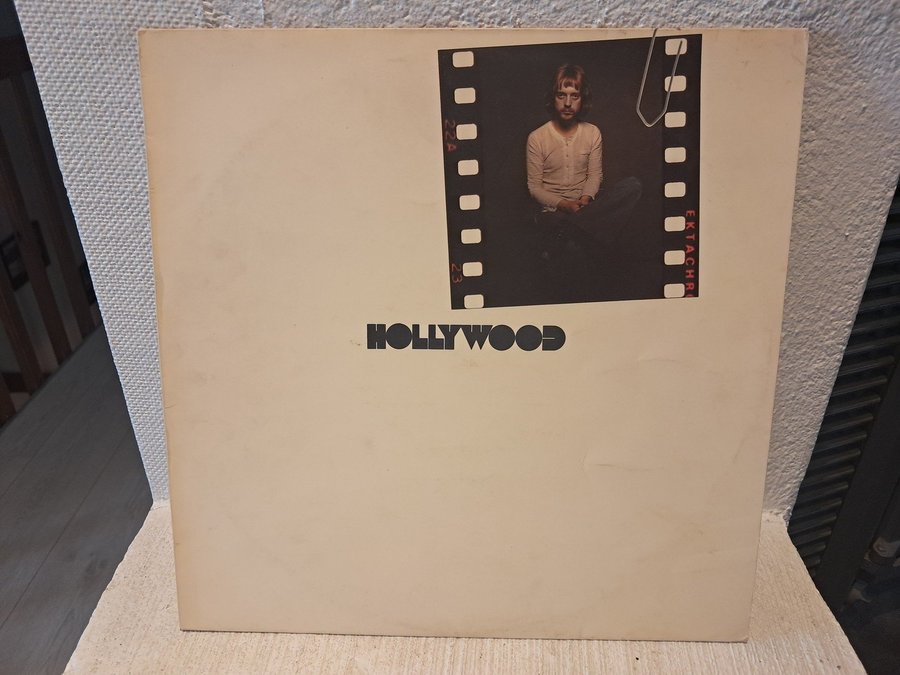 22A
23
EKTACHR
HOLLYWOOD